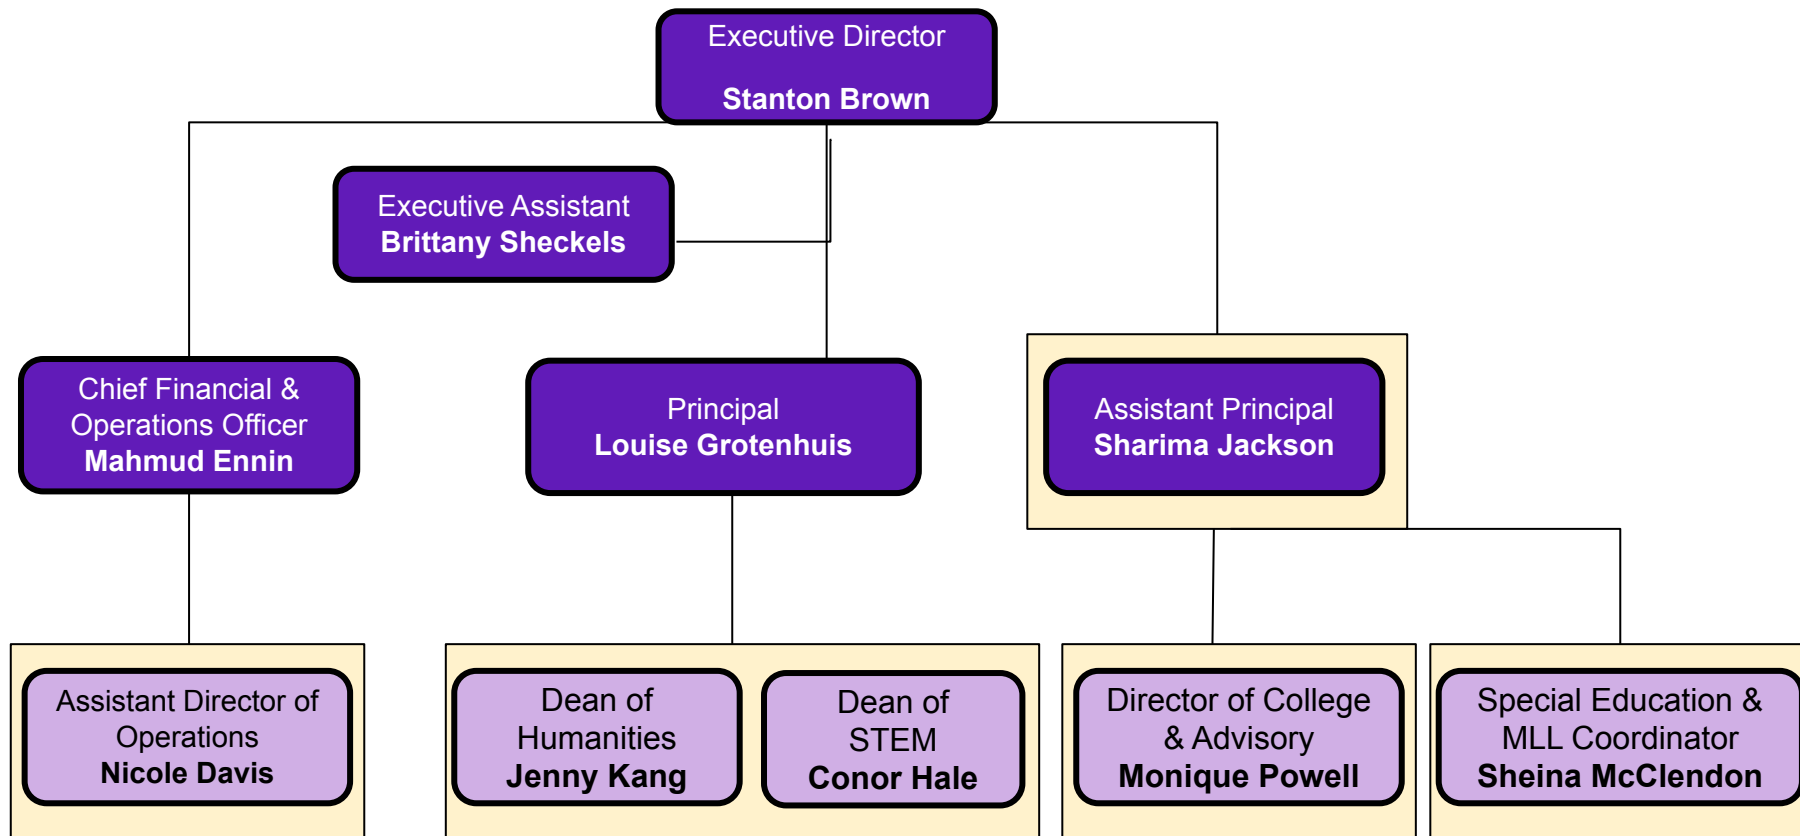 Executive Director
Stanton Brown
Executive Assistant
Brittany Sheckels
Chief Financial &
Operations Officer
Mahmud Ennin
Principal
Louise Grotenhuis
Assistant Principal
Sharima Jackson
Assistant Director of
Operations
Nicole Davis
Dean of
Humanities
Jenny Kang
Dean of
STEM
Conor Hale
Director of College
& Advisory
Monique Powell
Special Education &
MLL Coordinator
Sheina McClendon